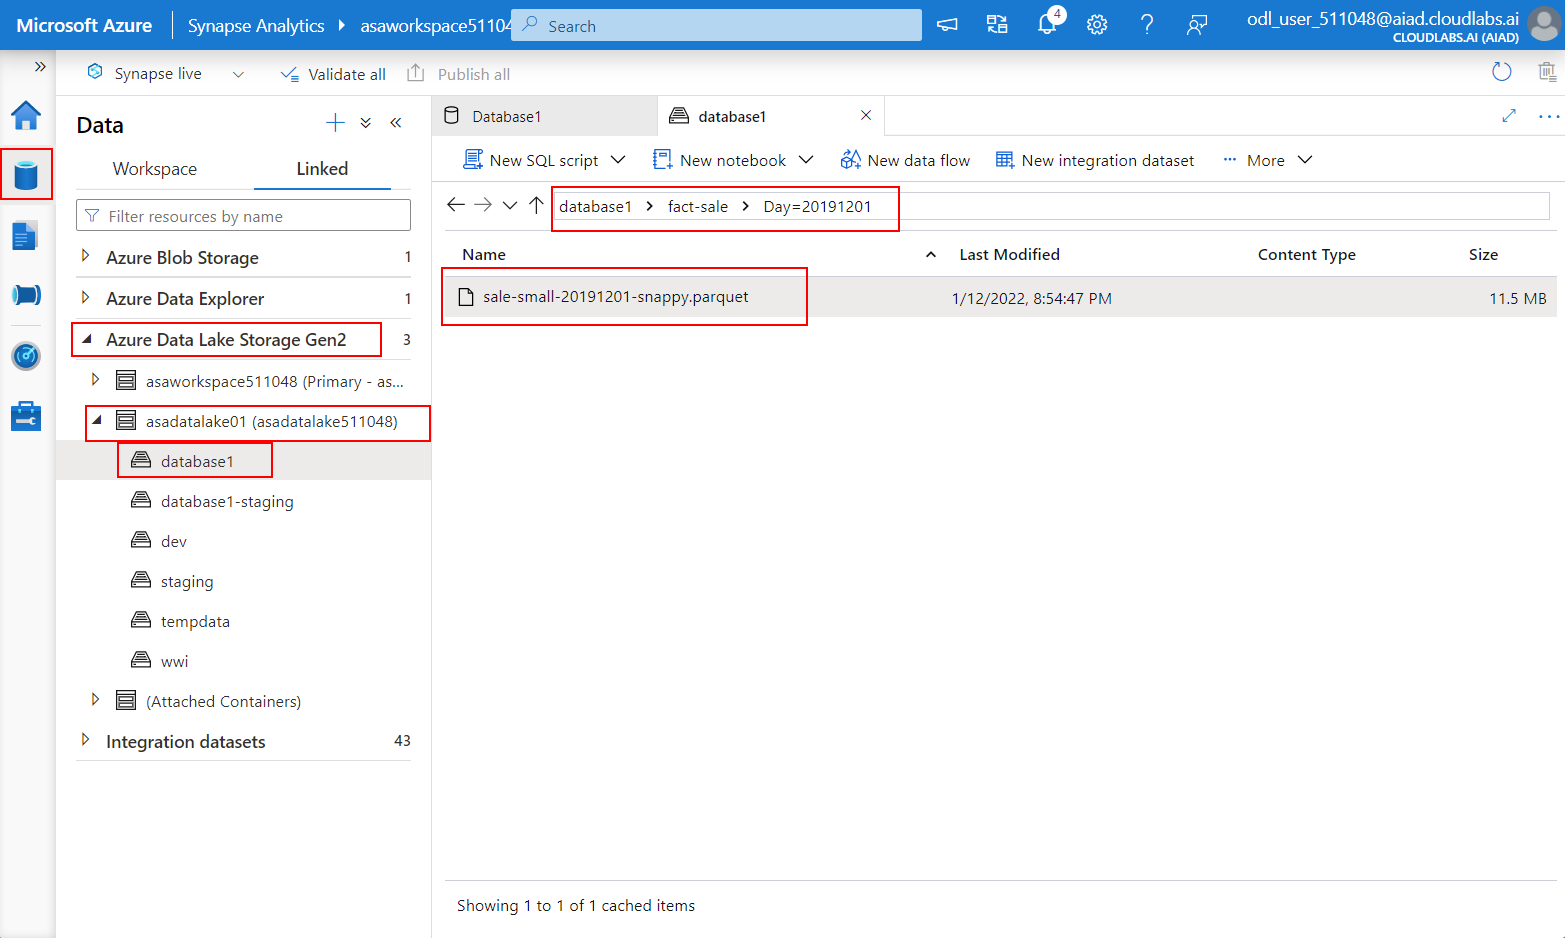 Microsoft Azure
Synapse Analytics
asaworkspace51104
Search
4
odl_user_511048@aiad.cloudlabs.ai
CLOUDLABS.AI (AIAD)
Synapse live
Validate all
Publish all
Data
Workspace
Linked
Filter resources by name
Azure Blob Storage 1
Azure Data Explorer 1
Azure Data Lake Storage Gen2 3
asaworkspace511048 (Primary - as...
asadatalake01 (asadatalake511048)
database1
database1-staging
dev
staging
tempdata
wwi
(Attached Containers)
Integration datasets 43
Database1
database1
New SQL script
New notebook
New data flow
New integration dataset
More
database1 > fact-sale > Day=20191201
Name Last Modified Content Type Size
sale-small-20191201-snappy.parquet 1/12/2022, 8:54:47 PM 11.5 MB
Showing 1 to 1 of 1 cached items